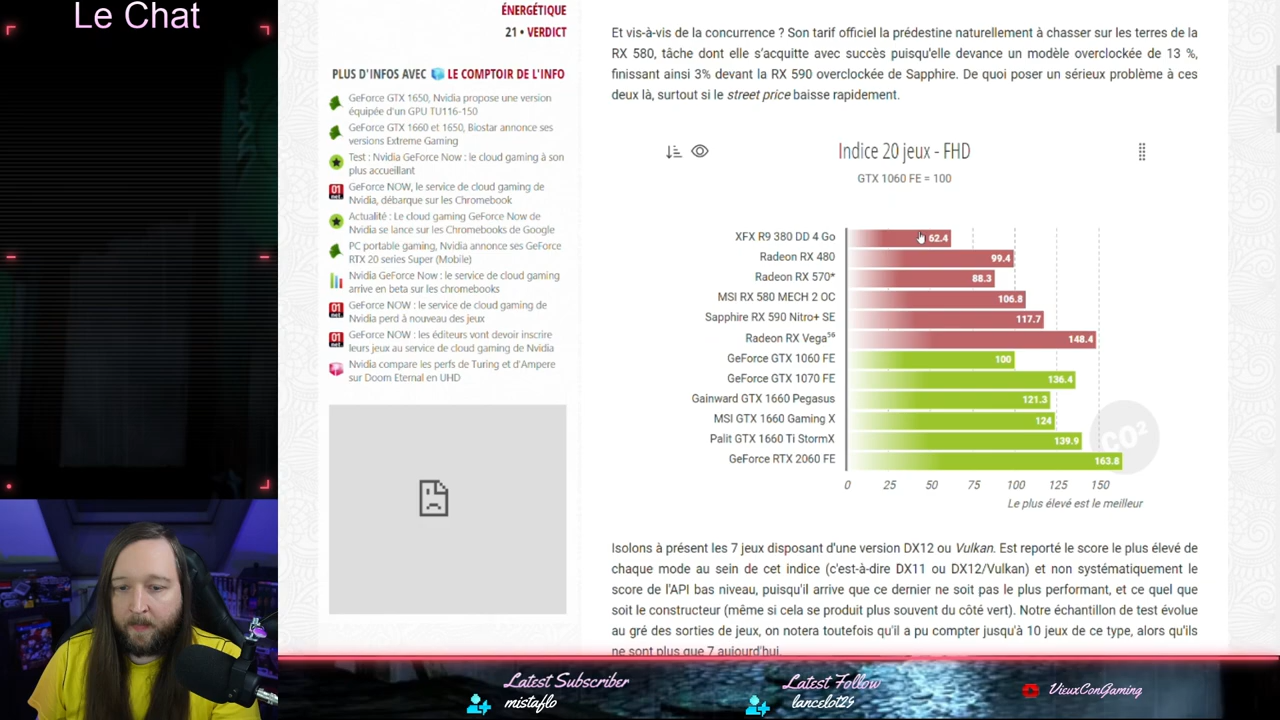 Le Chat
ÉNERGÉTIQUE
21 • VERDICT
PLUS D'INFOS AVEC LE COMPTOIR DE L'INFO
GeForce GTX 1650, Nvidia propose une version
équipée d'un GPU TU116-150
GeForce GTX 1660 et 1650, Biostar annonce ses
versions Extreme Gaming
Test : Nvidia GeForce Now : le cloud gaming à son
plus accueillant
GeForce NOW, le service de cloud gaming de
Nvidia, débarque sur les Chromebook
Actualité : Le cloud gaming GeForce Now de
Nvidia se lance sur les Chromebooks de Google
PC portable gaming, Nvidia annonce ses GeForce
RTX 20 series Super (Mobile)
Nvidia GeForce Now : le service de cloud gaming
arrive en beta sur les chromebooks
GeForce NOW : le service de cloud gaming de
Nvidia perd à nouveau des jeux
GeForce NOW : les éditeurs vont devoir inscrire
leurs jeux au service de cloud gaming de Nvidia
Nvidia compare les perfs de Turing et d'Ampere
sur Doom Eternal en UHD
Et vis-à-vis de la concurrence ? Son tarif officiel la prédestine naturellement à chasser sur les terres de la
RX 580, tâche dont elle s'acquitte avec succès puisqu'elle devance un modèle overclockée de 13 %,
finissant ainsi 3% devant la RX 590 overclockée de Sapphire. De quoi poser un sérieux problème à ces
deux là, surtout si le street price baisse rapidement.
Indice 20 jeux - FHD
GTX 1060 FE = 100
XFX R9 380 DD 4 Go 62.4
Radeon RX 480 99.4
Radeon RX 570* 88.3
MSI RX 580 MECH 2 OC 106.8
Sapphire RX 590 Nitro+ SE 117.7
Radeon RX Vega⁵⁶ 148.4
GeForce GTX 1060 FE 100
GeForce GTX 1070 FE 136.4
Gainward GTX 1660 Pegasus 121.3
MSI GTX 1660 Gaming X 124
Palit GTX 1660 Ti StormX 139.9
GeForce RTX 2060 FE 163.8
CO²
0 25 50 75 100 125 150
Le plus élevé est le meilleur
Isolons à présent les 7 jeux disposant d'une version DX12 ou Vulkan. Est reporté le score le plus élevé de
chaque mode au sein de cet indice (c'est-à-dire DX11 ou DX12/Vulkan) et non systématiquement le
score de l'API bas niveau, puisqu'il arrive que ce dernier ne soit pas le plus performant, et ce quel que
soit le constructeur (même si cela se produit plus souvent du côté vert). Notre échantillon de test évolue
au gré des sorties de jeux, on notera toutefois qu'il a pu compter jusqu'à 10 jeux de ce type, alors qu'ils
ne sont plus que 7 aujourd'hui.
Latest Subscriber
mistaflo
Latest Follow
lancelot29
VieuxConGaming